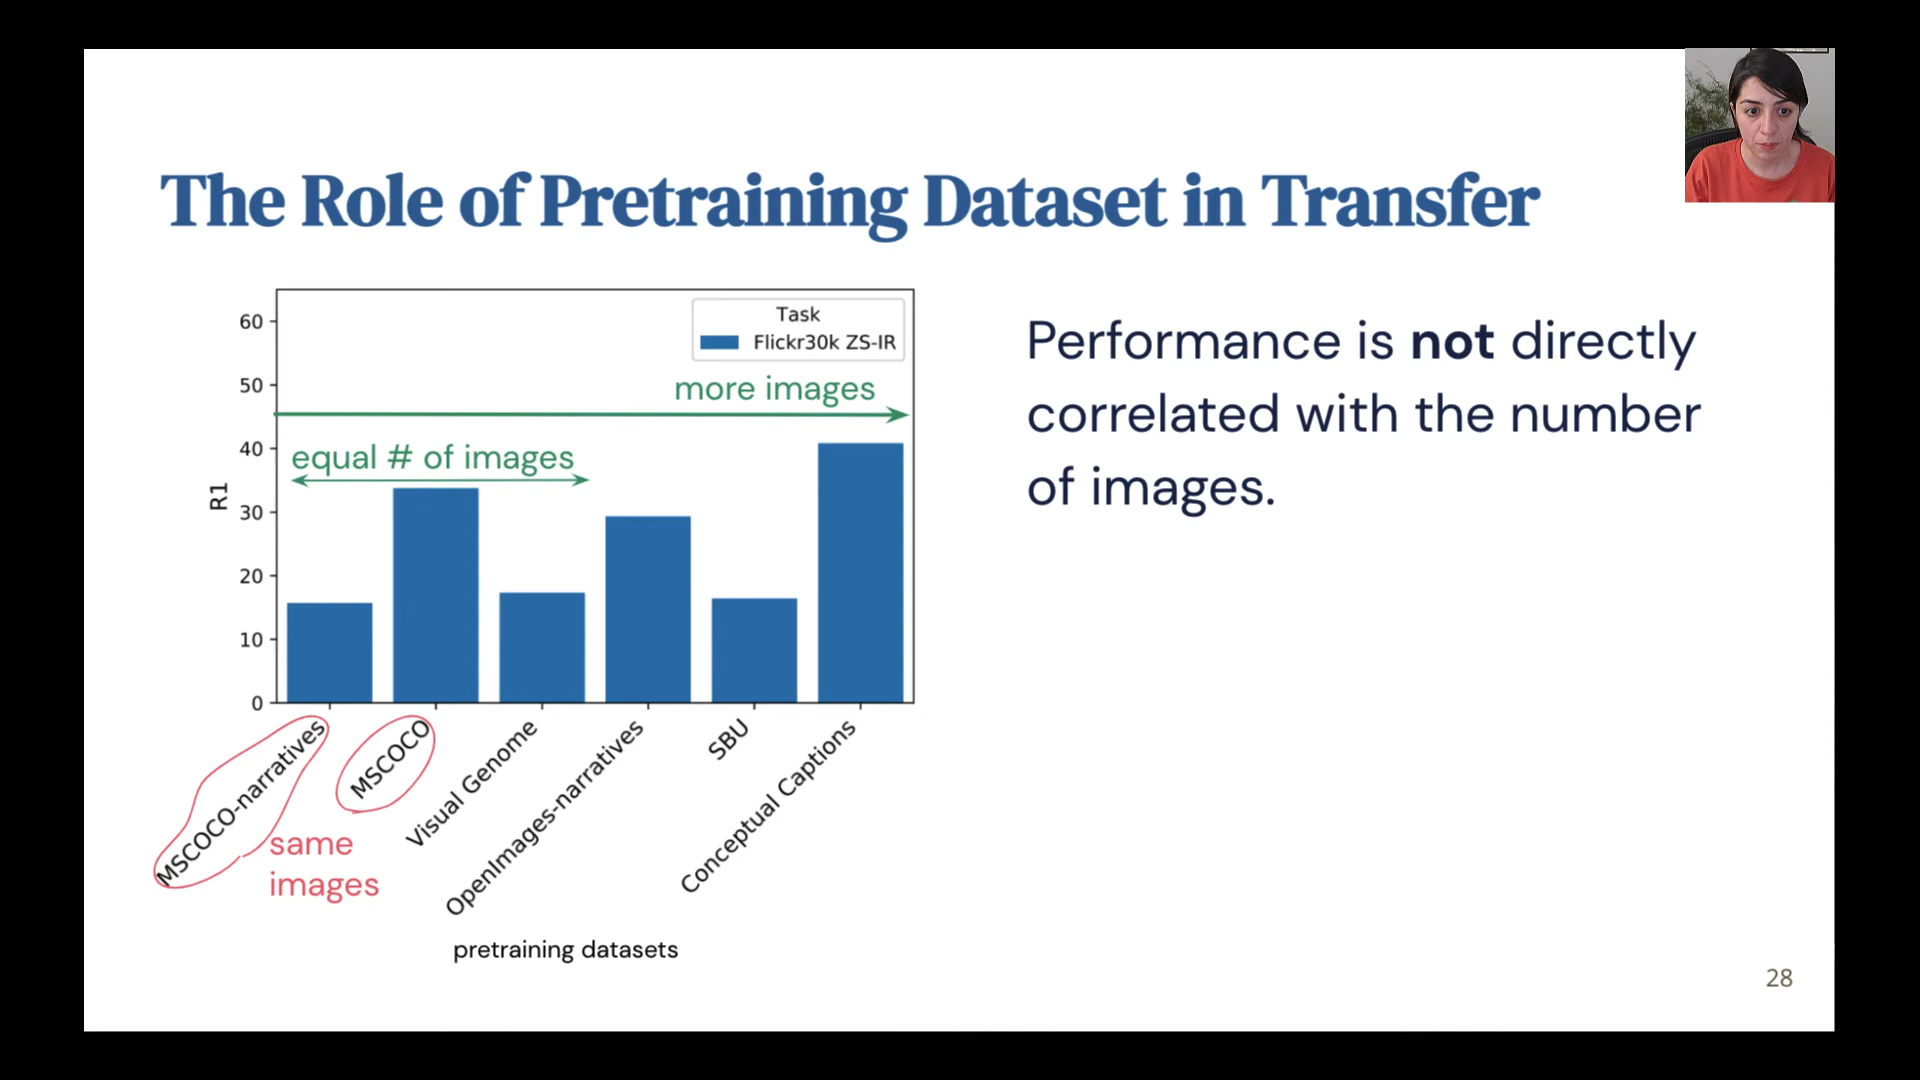 The Role of Pretraining Dataset in Transfer
60
50
40
30
20
10
0
R1
Task
Flickr30k ZS-IR
more images
equal # of images
MSCOCO-narratives
MSCOCO
Visual Genome
OpenImages-narratives
SBU
Conceptual Captions
same
images
pretraining datasets
Performance is not directly
correlated with the number
of images.
28